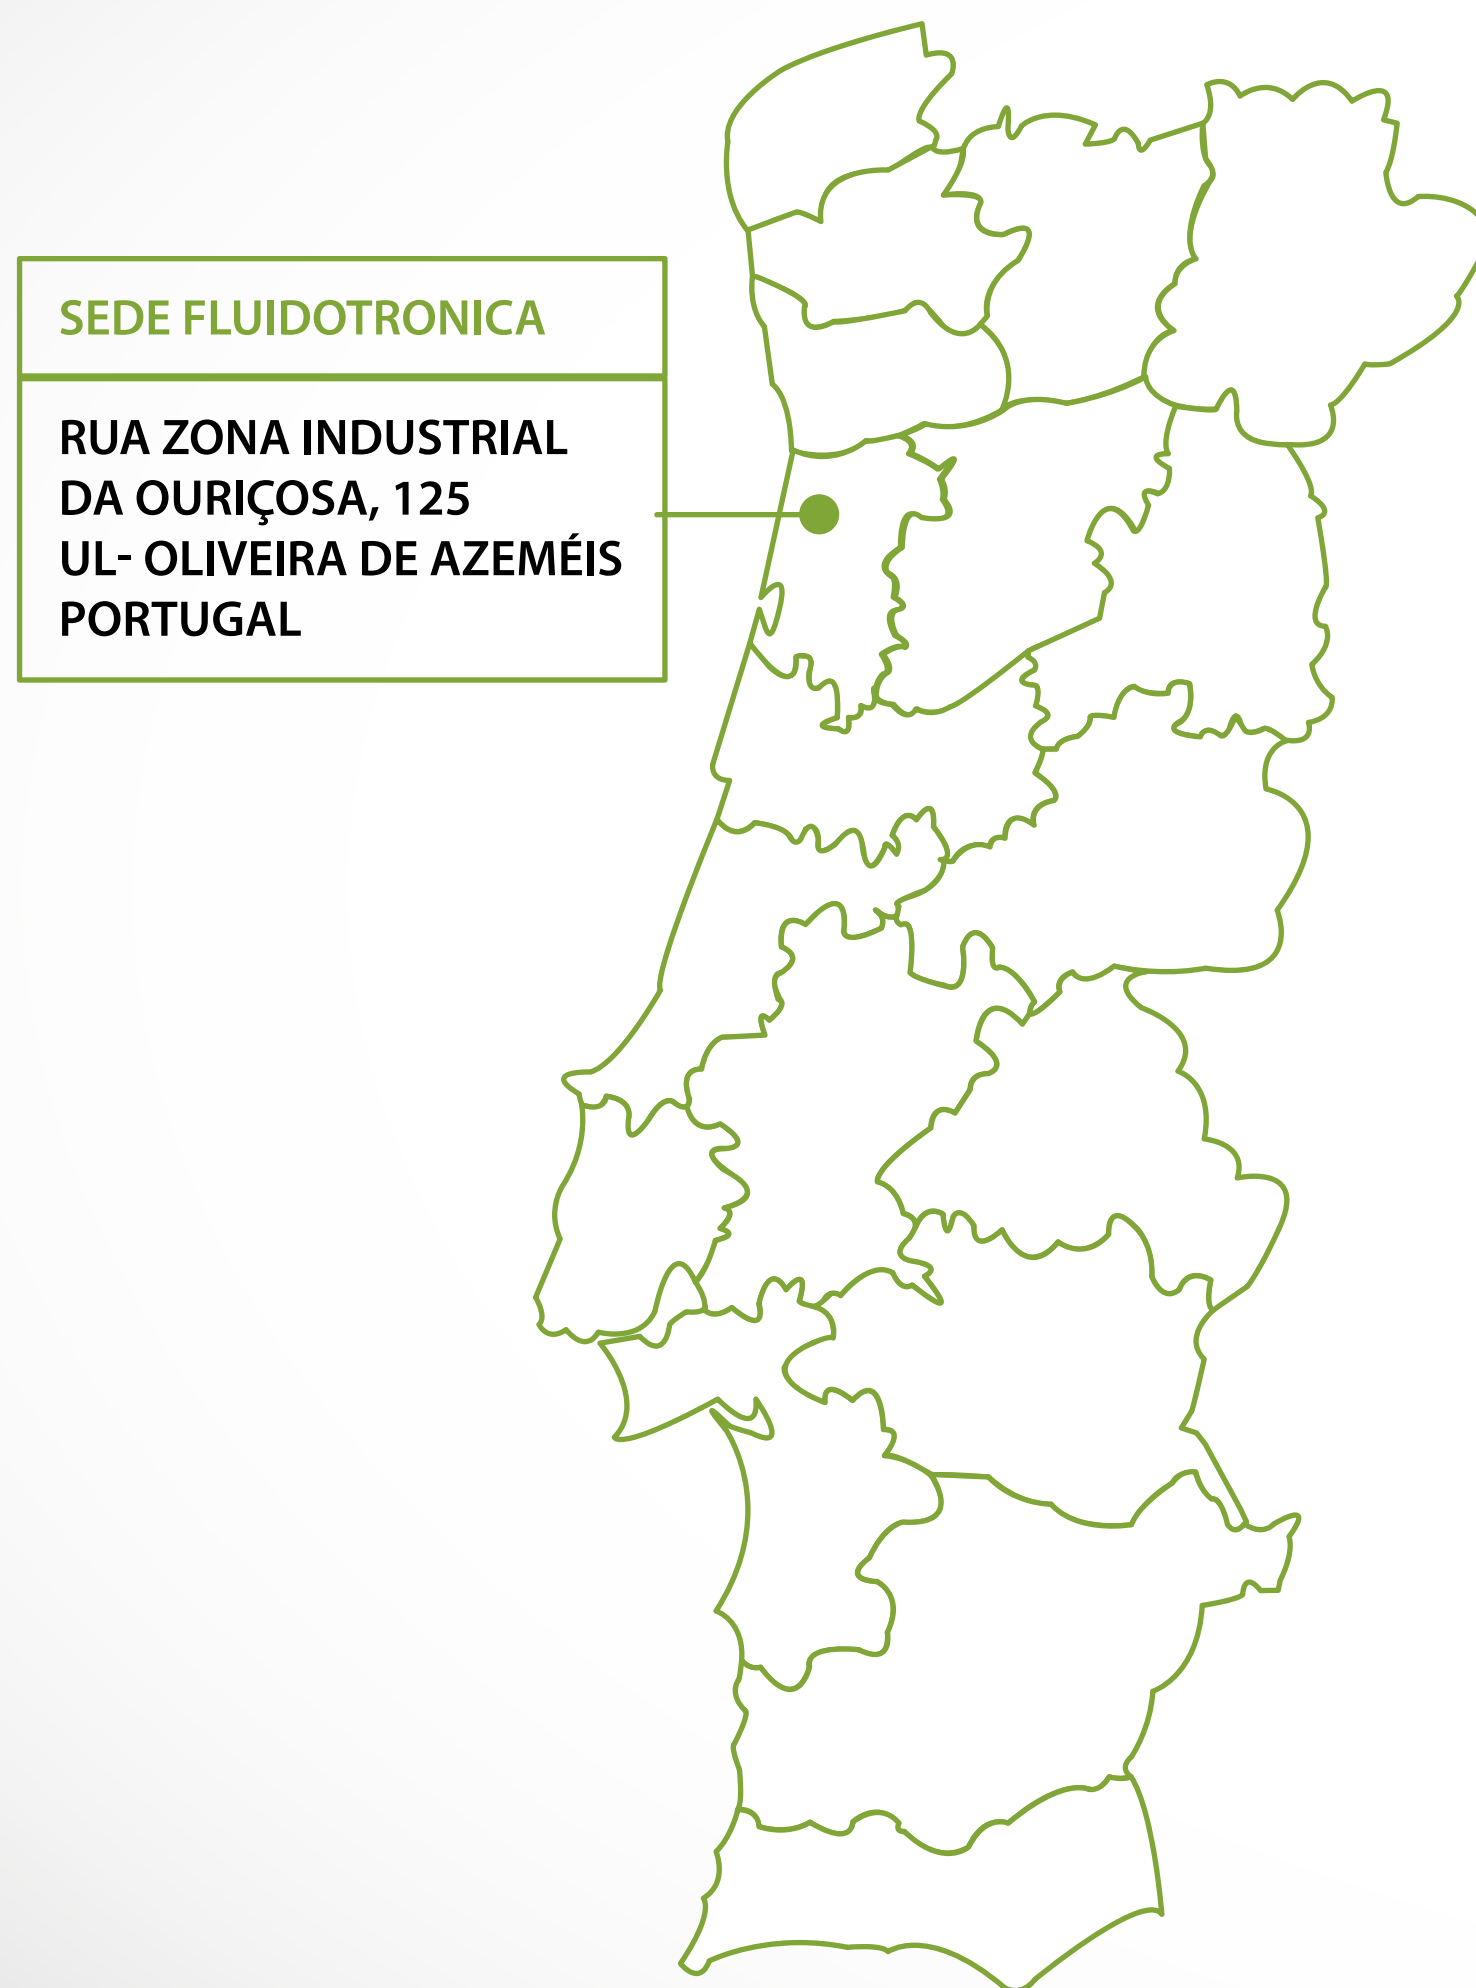 SEDE FLUIDOTRONICA
RUA ZONA INDUSTRIAL
DA OURIÇOSA, 125
UL- OLIVEIRA DE AZEMÉIS
PORTUGAL